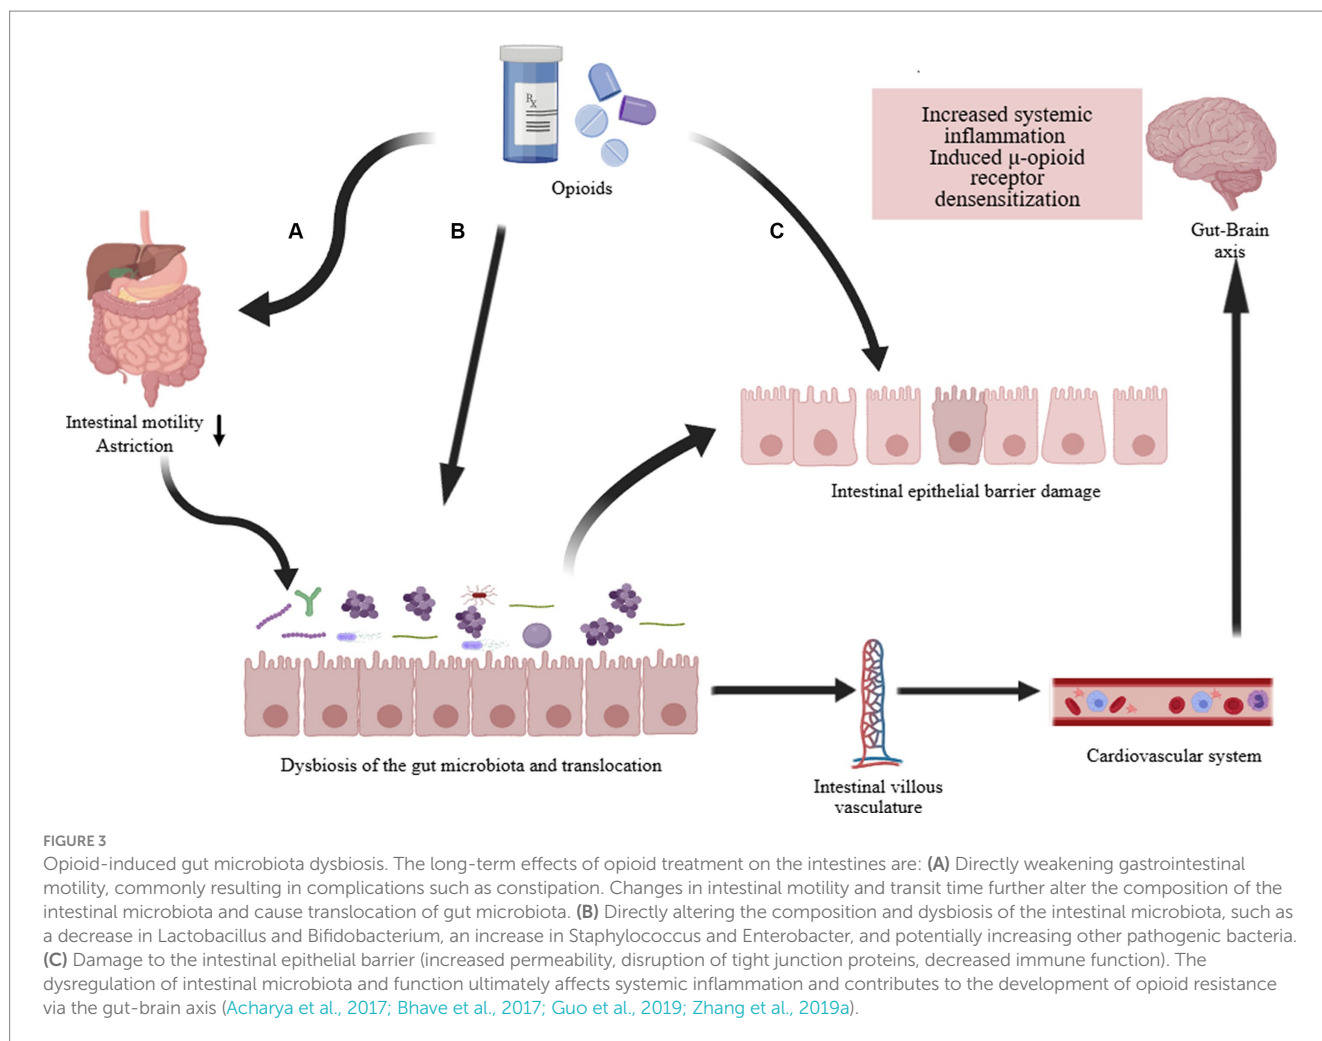 Rx
Opioids
Increased systemic
inflammation
Induced μ-opioid
receptor
densensitization
Gut-Brain
axis
A
B
C
Intestinal motility
Astriction
Intestinal epithelial barrier damage
Dysbiosis of the gut microbiota and translocation
Intestinal villous
vasculature
Cardiovascular system
FIGURE 3
Opioid-induced gut microbiota dysbiosis. The long-term effects of opioid treatment on the intestines are: (A) Directly weakening gastrointestinal
motility, commonly resulting in complications such as constipation. Changes in intestinal motility and transit time further alter the composition of the
intestinal microbiota and cause translocation of gut microbiota. (B) Directly altering the composition and dysbiosis of the intestinal microbiota, such as
a decrease in Lactobacillus and Bifidobacterium, an increase in Staphylococcus and Enterobacter, and potentially increasing other pathogenic bacteria.
(C) Damage to the intestinal epithelial barrier (increased permeability, disruption of tight junction proteins, decreased immune function). The
dysregulation of intestinal microbiota and function ultimately affects systemic inflammation and contributes to the development of opioid resistance
via the gut-brain axis (Acharya et al., 2017; Bhave et al., 2017; Guo et al., 2019; Zhang et al., 2019a).